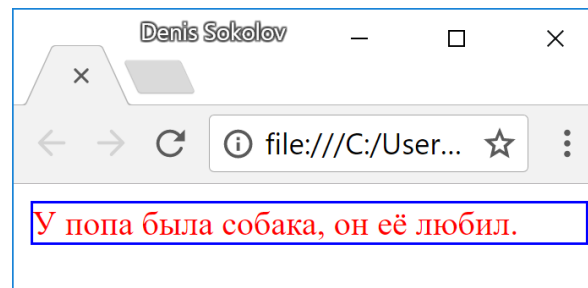 Denis Sokolov
file:///C:/User...
У попа была собака, он её любил.